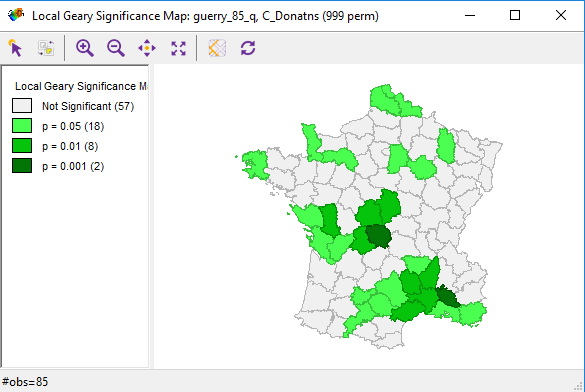 Local Geary Significance Map: guerry_85_q, C_Donatns (999 perm)
Local Geary Significance M
Not Significant (57)
p = 0.05 (18)
p = 0.01 (8)
p = 0.001 (2)
#obs=85